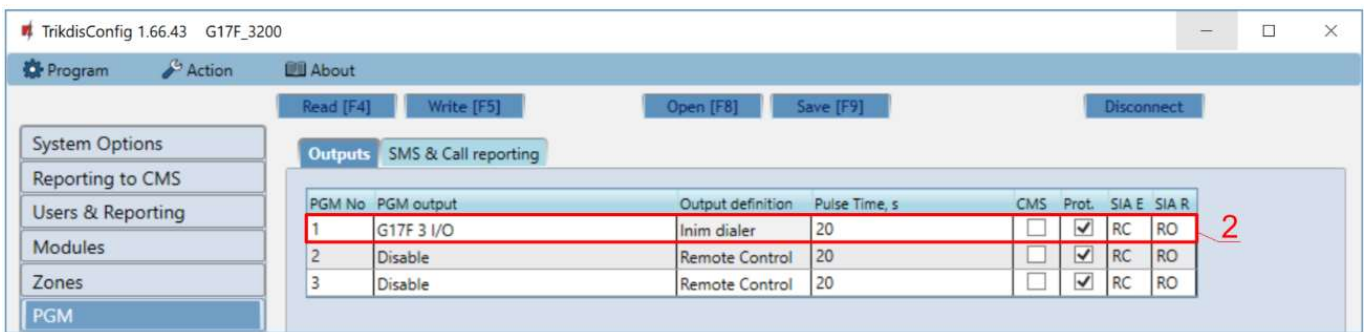 TrikdisConfig 1.66.43 G17F_3200
Program Action About
Read [F4] Write [F5] Open [F8] Save [F9] Disconnect
System Options
Reporting to CMS
Users & Reporting
Modules
Zones
PGM
Outputs SMS & Call reporting
PGM No PGM output Output definition Pulse Time, s CMS Prot. SIA E SIA R
1 G17F 3 I/O Inim dialer 20 RC RO
2 Disable Remote Control 20 RC RO
3 Disable Remote Control 20 RC RO
2